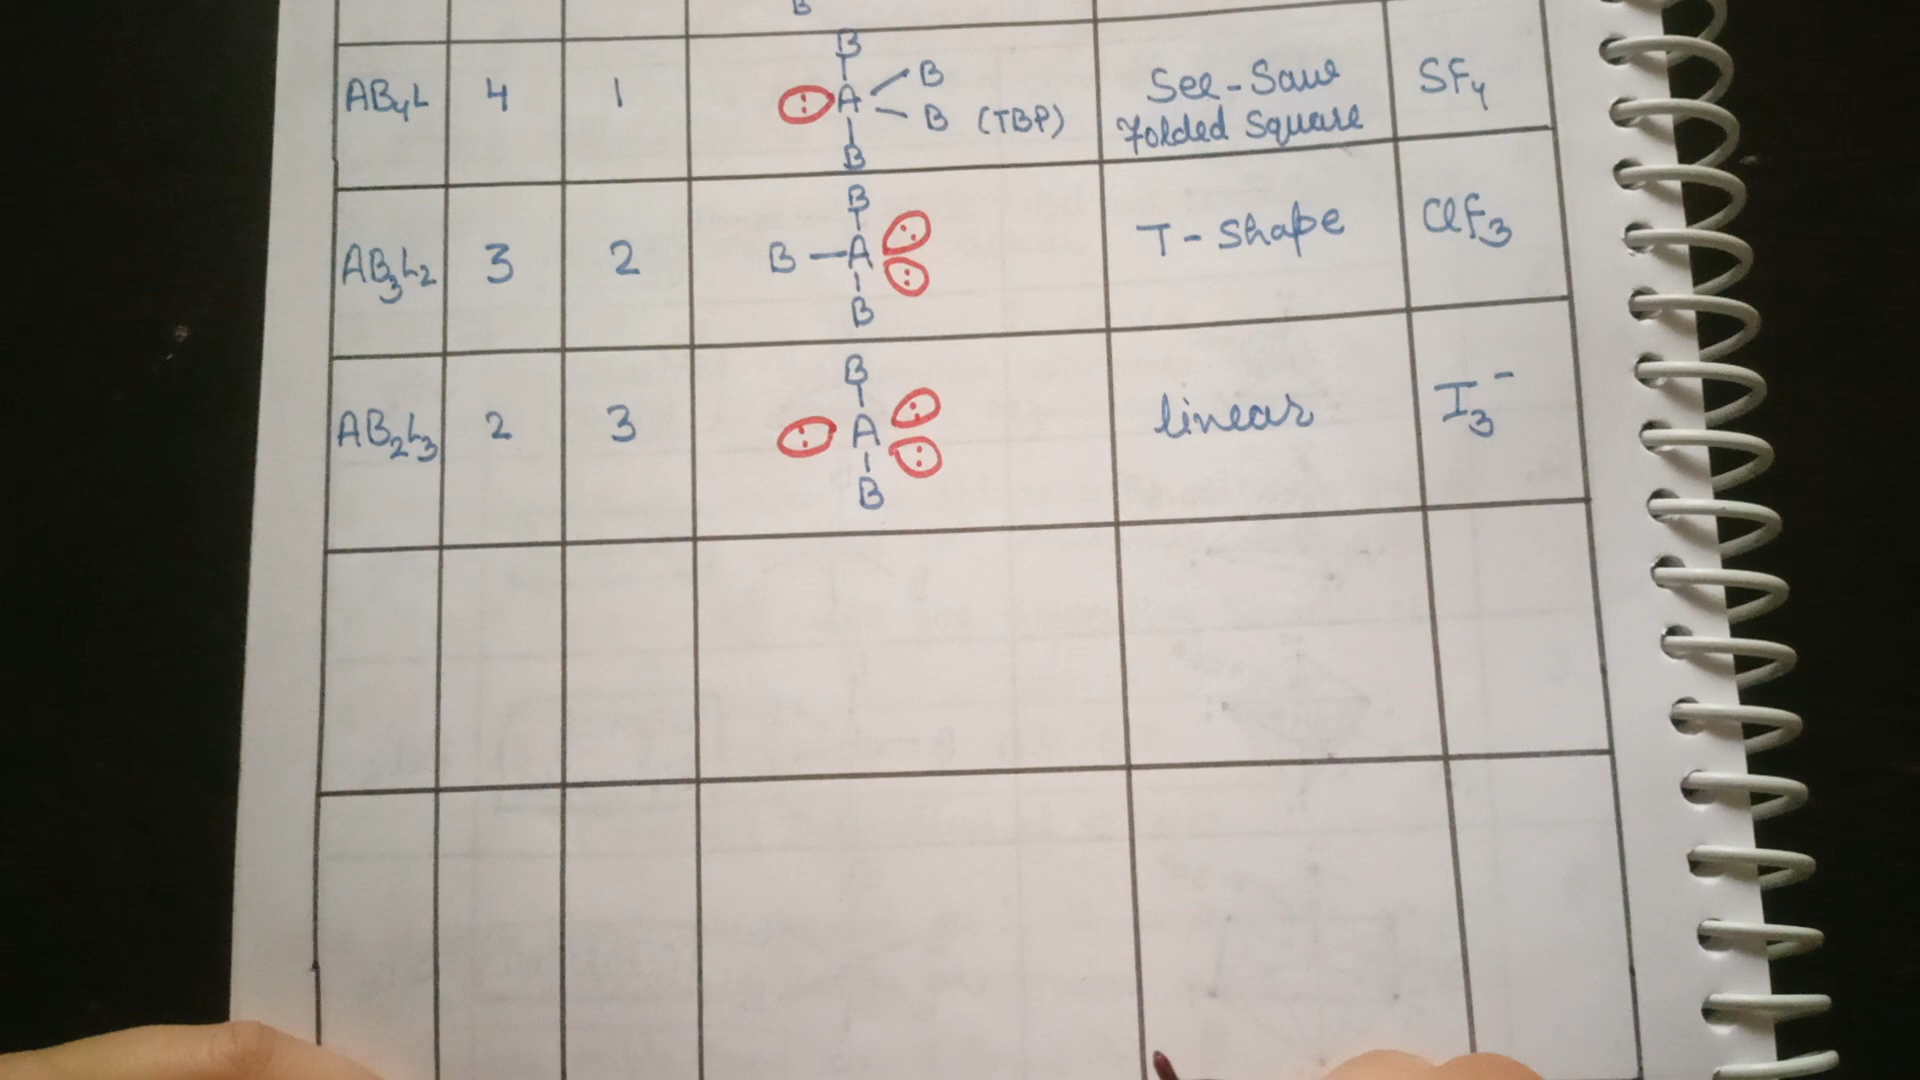 B
AB₄L 4 1 B A B B (TBP) B See-Saw Folded Square SF₄
AB₃L₂ 3 2 B B-A B T-Shape ClF₃
AB₂L₃ 2 3 B A B linear I₃⁻